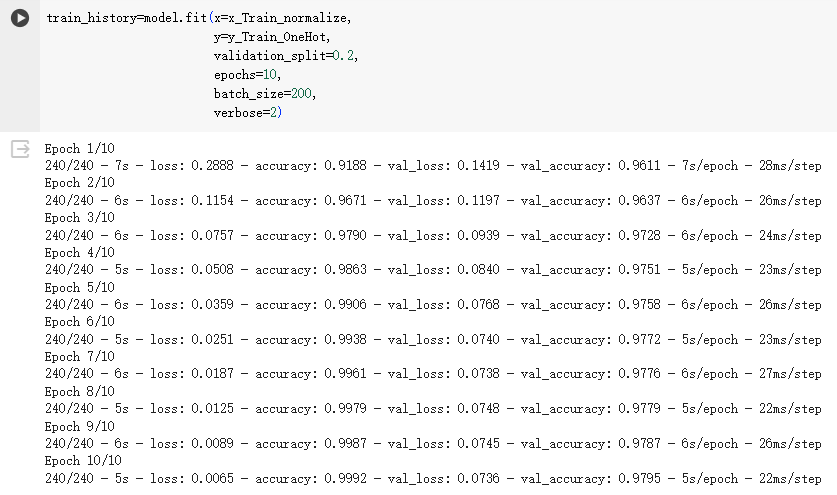 train_history=model.fit(x=x_Train_normalize,
y=y_Train_OneHot,
validation_split=0.2,
epochs=10,
batch_size=200,
verbose=2)
Epoch 1/10
240/240 - 7s - loss: 0.2888 - accuracy: 0.9188 - val_loss: 0.1419 - val_accuracy: 0.9611 - 7s/epoch - 28ms/step
Epoch 2/10
240/240 - 6s - loss: 0.1154 - accuracy: 0.9671 - val_loss: 0.1197 - val_accuracy: 0.9637 - 6s/epoch - 26ms/step
Epoch 3/10
240/240 - 6s - loss: 0.0757 - accuracy: 0.9790 - val_loss: 0.0939 - val_accuracy: 0.9728 - 6s/epoch - 24ms/step
Epoch 4/10
240/240 - 5s - loss: 0.0508 - accuracy: 0.9863 - val_loss: 0.0840 - val_accuracy: 0.9751 - 5s/epoch - 23ms/step
Epoch 5/10
240/240 - 6s - loss: 0.0359 - accuracy: 0.9906 - val_loss: 0.0768 - val_accuracy: 0.9758 - 6s/epoch - 26ms/step
Epoch 6/10
240/240 - 5s - loss: 0.0251 - accuracy: 0.9938 - val_loss: 0.0740 - val_accuracy: 0.9772 - 5s/epoch - 23ms/step
Epoch 7/10
240/240 - 6s - loss: 0.0187 - accuracy: 0.9961 - val_loss: 0.0738 - val_accuracy: 0.9776 - 6s/epoch - 27ms/step
Epoch 8/10
240/240 - 5s - loss: 0.0125 - accuracy: 0.9979 - val_loss: 0.0748 - val_accuracy: 0.9779 - 5s/epoch - 22ms/step
Epoch 9/10
240/240 - 6s - loss: 0.0089 - accuracy: 0.9987 - val_loss: 0.0745 - val_accuracy: 0.9787 - 6s/epoch - 26ms/step
Epoch 10/10
240/240 - 5s - loss: 0.0065 - accuracy: 0.9992 - val_loss: 0.0736 - val_accuracy: 0.9795 - 5s/epoch - 22ms/step